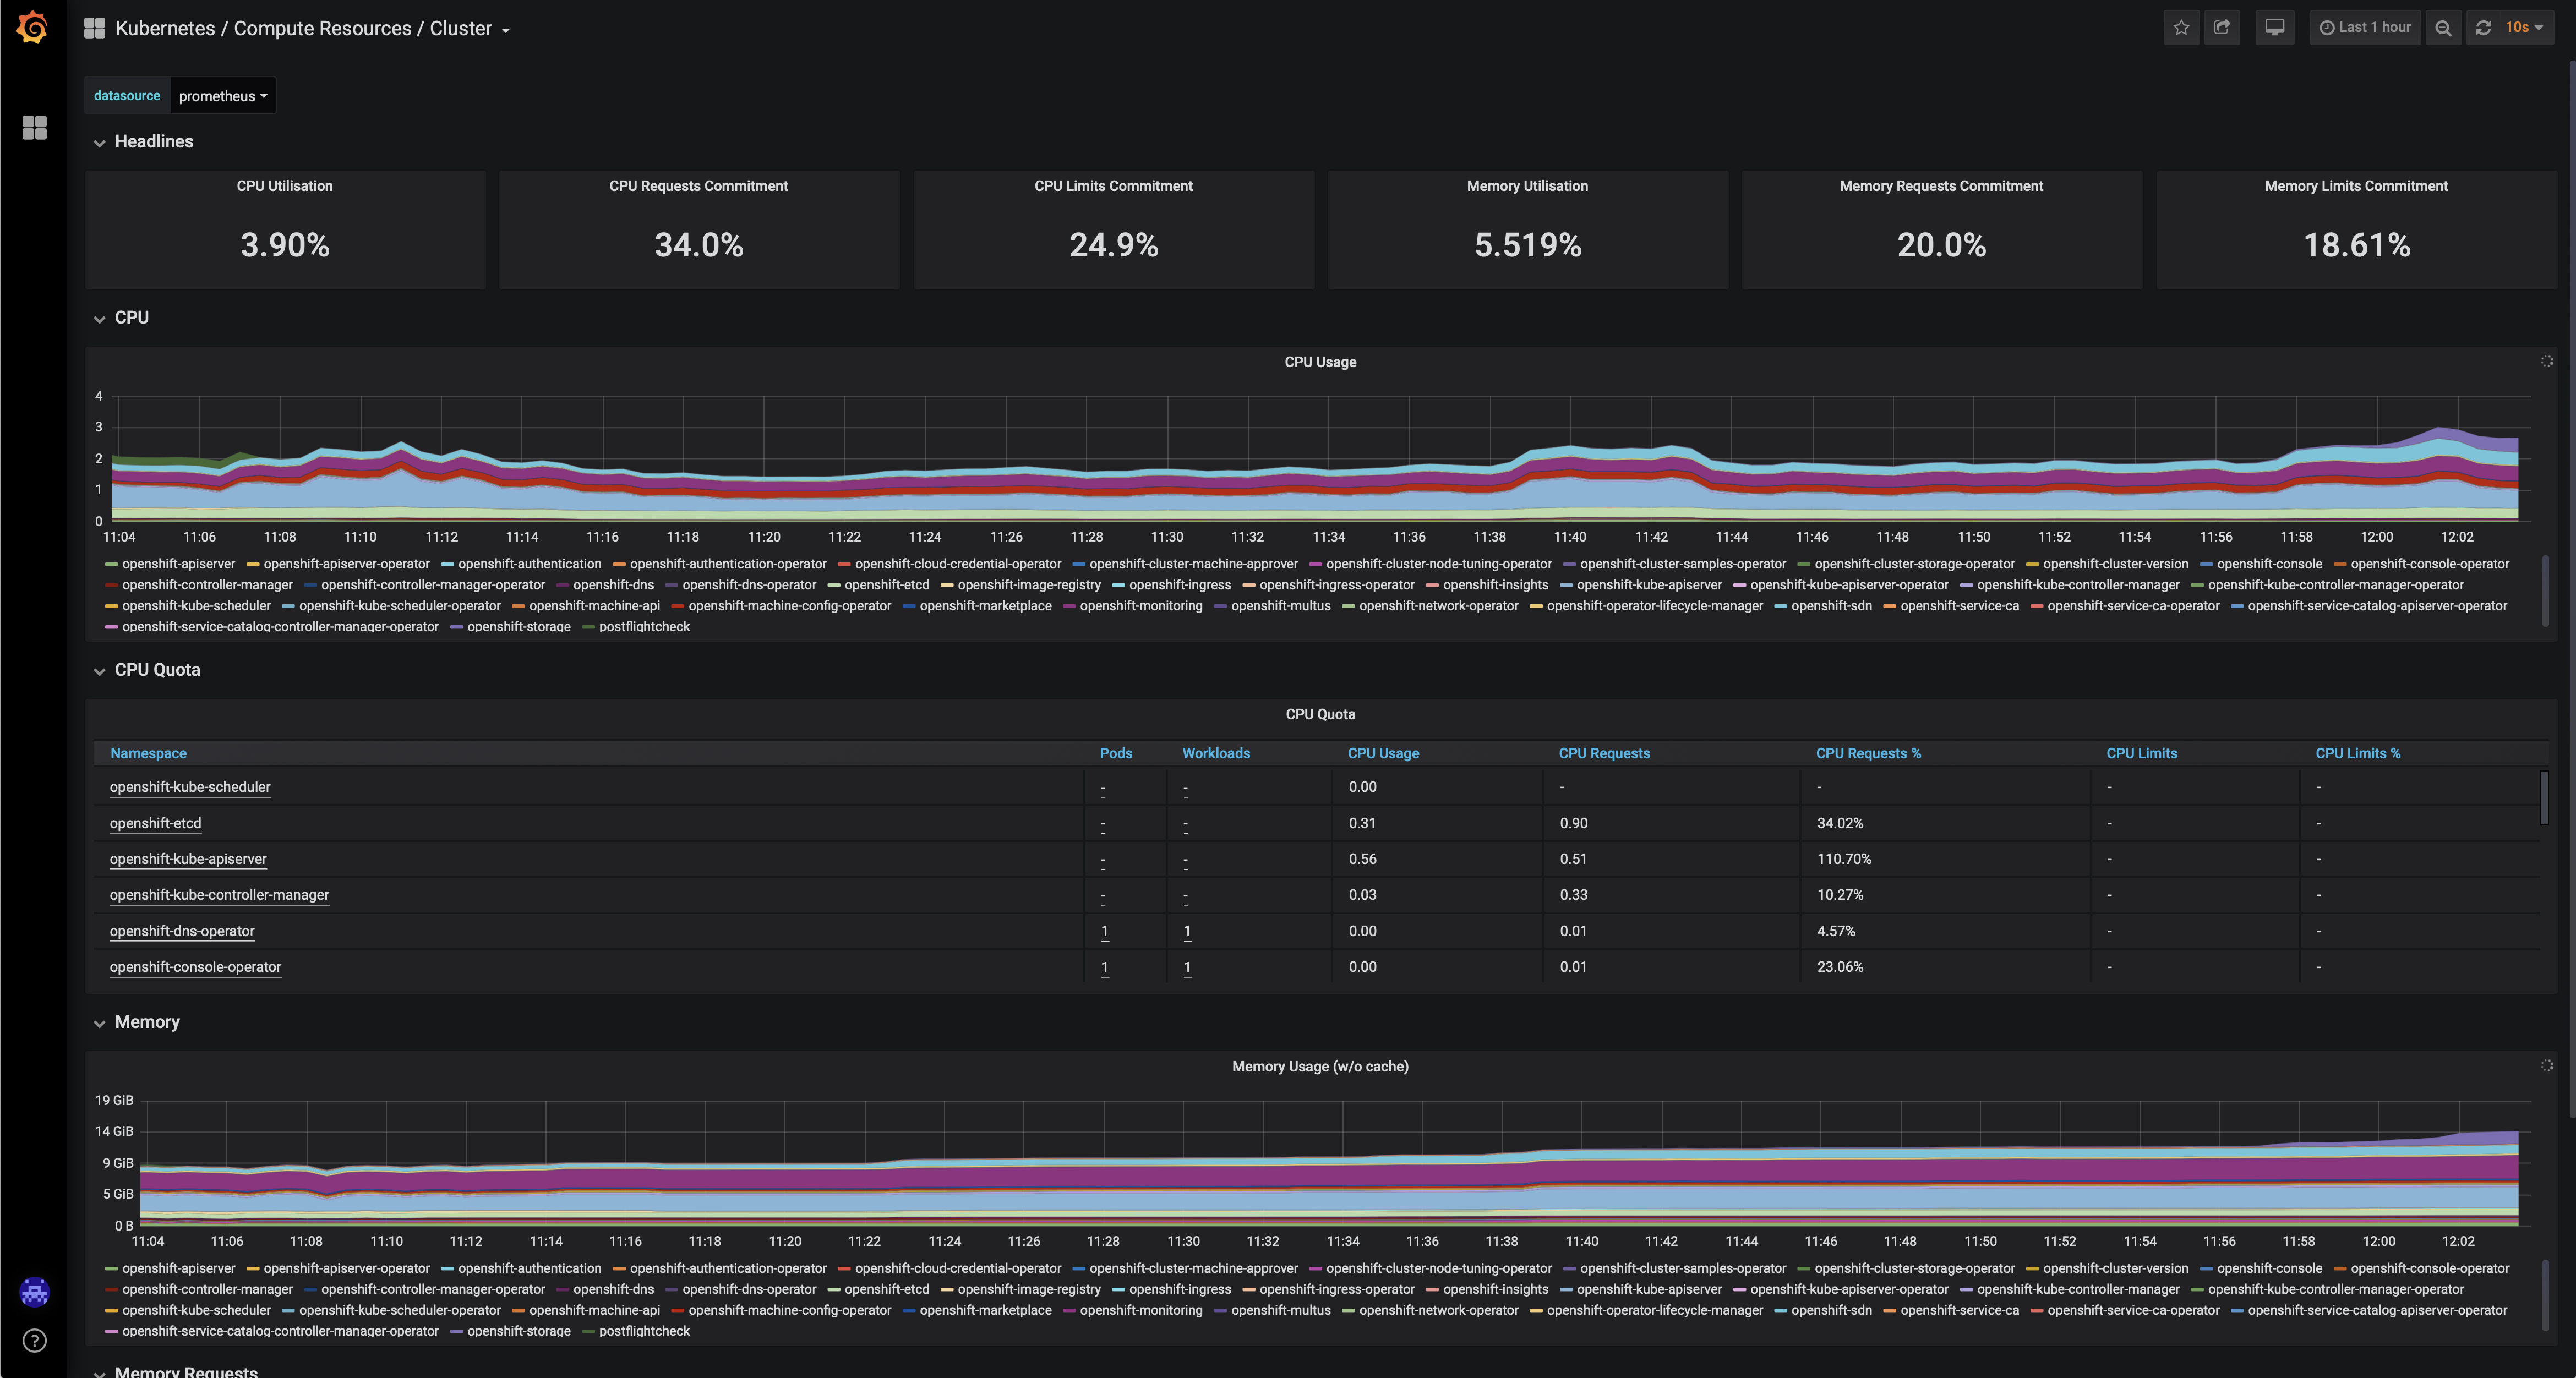 Kubernetes / Compute Resources / Cluster
Last 1 hour
10s
datasource prometheus
Headlines
CPU Utilisation
3.90%
CPU Requests Commitment
34.0%
CPU Limits Commitment
24.9%
Memory Utilisation
5.519%
Memory Requests Commitment
20.0%
Memory Limits Commitment
18.61%
CPU
CPU Usage
4
3
2
1
0
11:04 11:06 11:08 11:10 11:12 11:14 11:16 11:18 11:20 11:22 11:24 11:26 11:28 11:30 11:32 11:34 11:36 11:38 11:40 11:42 11:44 11:46 11:48 11:50 11:52 11:54 11:56 11:58 12:00 12:02
openshift-apiserver openshift-apiserver-operator openshift-authentication openshift-authentication-operator openshift-cloud-credential-operator openshift-cluster-machine-approver openshift-cluster-node-tuning-operator openshift-cluster-samples-operator openshift-cluster-storage-operator openshift-cluster-version openshift-console openshift-console-operator
openshift-controller-manager openshift-controller-manager-operator openshift-dns openshift-dns-operator openshift-etcd openshift-image-registry openshift-ingress openshift-ingress-operator openshift-insights openshift-kube-apiserver openshift-kube-apiserver-operator openshift-kube-controller-manager openshift-kube-controller-manager-operator
openshift-kube-scheduler openshift-kube-scheduler-operator openshift-machine-api openshift-machine-config-operator openshift-marketplace openshift-monitoring openshift-multus openshift-network-operator openshift-operator-lifecycle-manager openshift-sdn openshift-service-ca openshift-service-ca-operator openshift-service-catalog-apiserver-operator
openshift-service-catalog-controller-manager-operator openshift-storage postflightcheck
CPU Quota
CPU Quota
Namespace Pods Workloads CPU Usage CPU Requests CPU Requests % CPU Limits CPU Limits %
openshift-kube-scheduler - - 0.00 - - - -
openshift-etcd - - 0.31 0.90 34.02% - -
openshift-kube-apiserver - - 0.56 0.51 110.70% - -
openshift-kube-controller-manager - - 0.03 0.33 10.27% - -
openshift-dns-operator 1 1 0.00 0.01 4.57% - -
openshift-console-operator 1 1 0.00 0.01 23.06% - -
Memory
Memory Usage (w/o cache)
19 GiB
14 GiB
9 GiB
5 GiB
0 B
11:04 11:06 11:08 11:10 11:12 11:14 11:16 11:18 11:20 11:22 11:24 11:26 11:28 11:30 11:32 11:34 11:36 11:38 11:40 11:42 11:44 11:46 11:48 11:50 11:52 11:54 11:56 11:58 12:00 12:02
openshift-apiserver openshift-apiserver-operator openshift-authentication openshift-authentication-operator openshift-cloud-credential-operator openshift-cluster-machine-approver openshift-cluster-node-tuning-operator openshift-cluster-samples-operator openshift-cluster-storage-operator openshift-cluster-version openshift-console openshift-console-operator
openshift-controller-manager openshift-controller-manager-operator openshift-dns openshift-dns-operator openshift-etcd openshift-image-registry openshift-ingress openshift-ingress-operator openshift-insights openshift-kube-apiserver openshift-kube-apiserver-operator openshift-kube-controller-manager openshift-kube-controller-manager-operator
openshift-kube-scheduler openshift-kube-scheduler-operator openshift-machine-api openshift-machine-config-operator openshift-marketplace openshift-monitoring openshift-multus openshift-network-operator openshift-operator-lifecycle-manager openshift-sdn openshift-service-ca openshift-service-ca-operator openshift-service-catalog-apiserver-operator
openshift-service-catalog-controller-manager-operator openshift-storage postflightcheck
Memory Requests